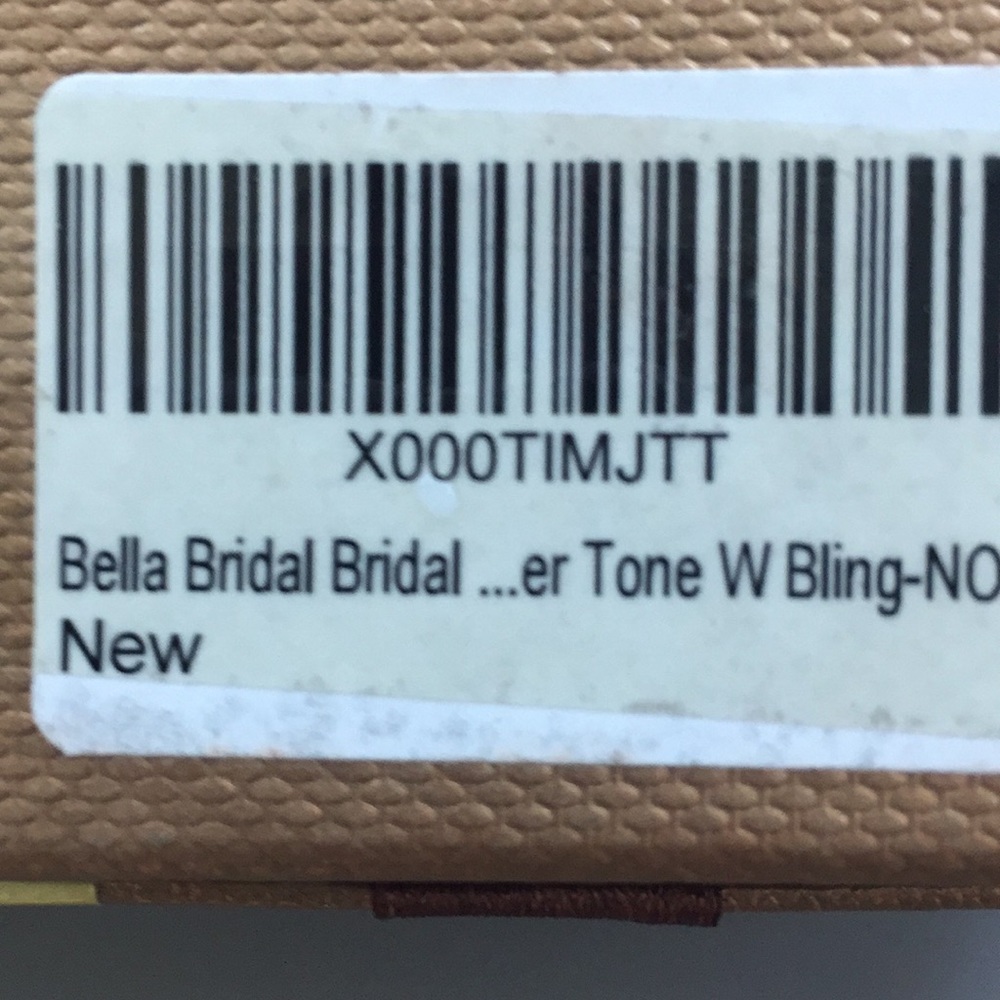 X000TIMJTT
Bella Bridal Bridal ...er Tone W Bling-NO
New